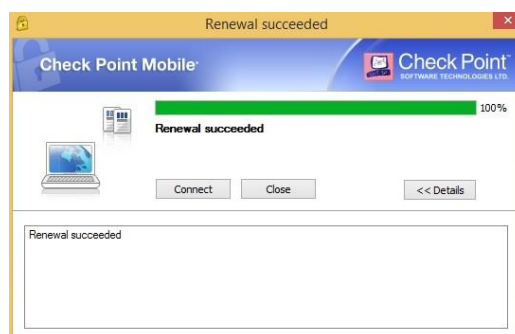 Renewal succeeded
Check Point Mobile
Check Point
SOFTWARE TECHNOLOGIES LTD.
100%
Renewal succeeded
Connect
Close
<< Details
Renewal succeeded